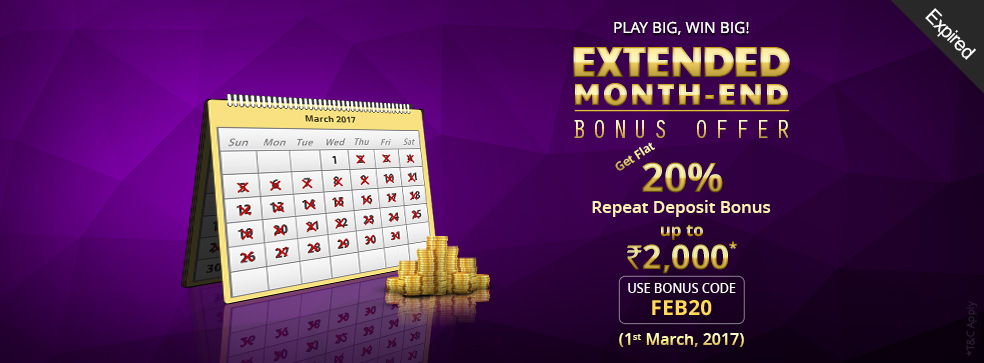 PLAY BIG, WIN BIG!
EXTENDED
MONTH-END
BONUS OFFER
Get Flat
20%
Repeat Deposit Bonus
up to
₹2,000*
USE BONUS CODE
FEB20
(1st March, 2017)
Expired
*T&C Apply
March 2017
Sun Mon Tue Wed Thu Fri Sat
1 2 3 4
5 6 7 8 9 10 11
12 13 14 15 16 17 18
19 20 21 22 23 24 25
26 27 28 29 30 31
30